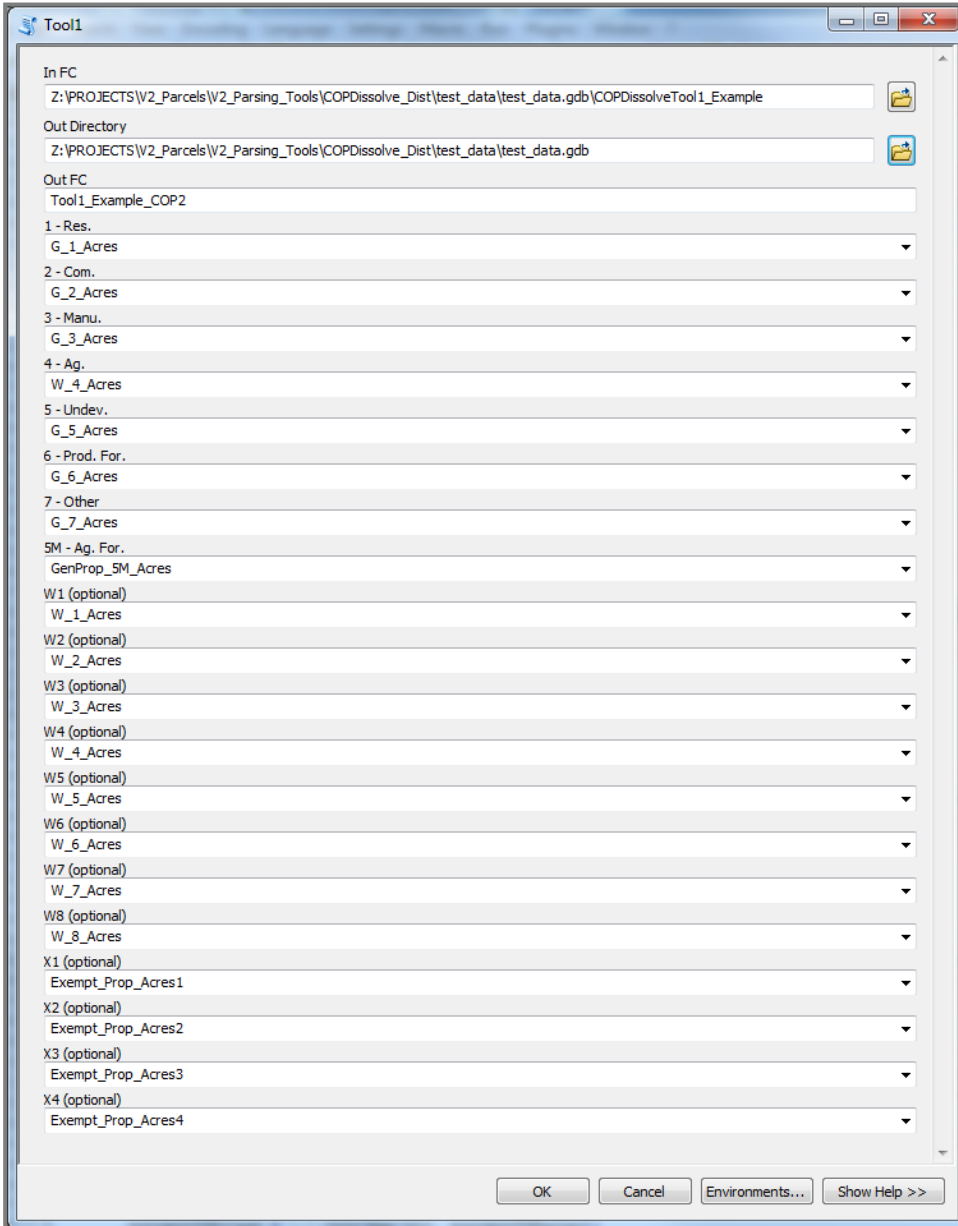 Tool1
In FC
Z:\PROJECTS\V2_Parcels\V2_Parsing_Tools\COPDissolve_Dist\test_data\test_data.gdb\COPDissolveTool1_Example
Out Directory
Z:\PROJECTS\V2_Parcels\V2_Parsing_Tools\COPDissolve_Dist\test_data\test_data.gdb
Out FC
Tool1_Example_COP2
1 - Res.
G_1_Acres
2 - Com.
G_2_Acres
3 - Manu.
G_3_Acres
4 - Ag.
W_4_Acres
5 - Undev.
G_5_Acres
6 - Prod. For.
G_6_Acres
7 - Other
G_7_Acres
5M - Ag. For.
GenProp_5M_Acres
W1 (optional)
W_1_Acres
W2 (optional)
W_2_Acres
W3 (optional)
W_3_Acres
W4 (optional)
W_4_Acres
W5 (optional)
W_5_Acres
W6 (optional)
W_6_Acres
W7 (optional)
W_7_Acres
W8 (optional)
W_8_Acres
X1 (optional)
Exempt_Prop_Acres1
X2 (optional)
Exempt_Prop_Acres2
X3 (optional)
Exempt_Prop_Acres3
X4 (optional)
Exempt_Prop_Acres4
OK Cancel Environments... Show Help >>